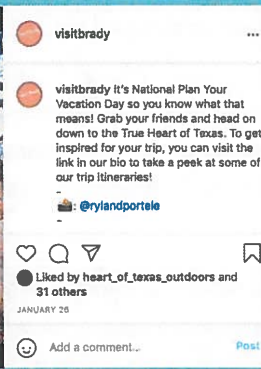 visitbrady
visitbrady It's National Plan Your
Vacation Day so you know what that
means! Grab your friends and head on
down to the True Heart of Texas. To get
inspired for your trip, you can visit the
link in our bio to take a peek at some of
our trip itineraries!
-
📸: @rylandportele
-
Liked by heart_of_texas_outdoors and
31 others
JANUARY 26
Add a comment...
Post